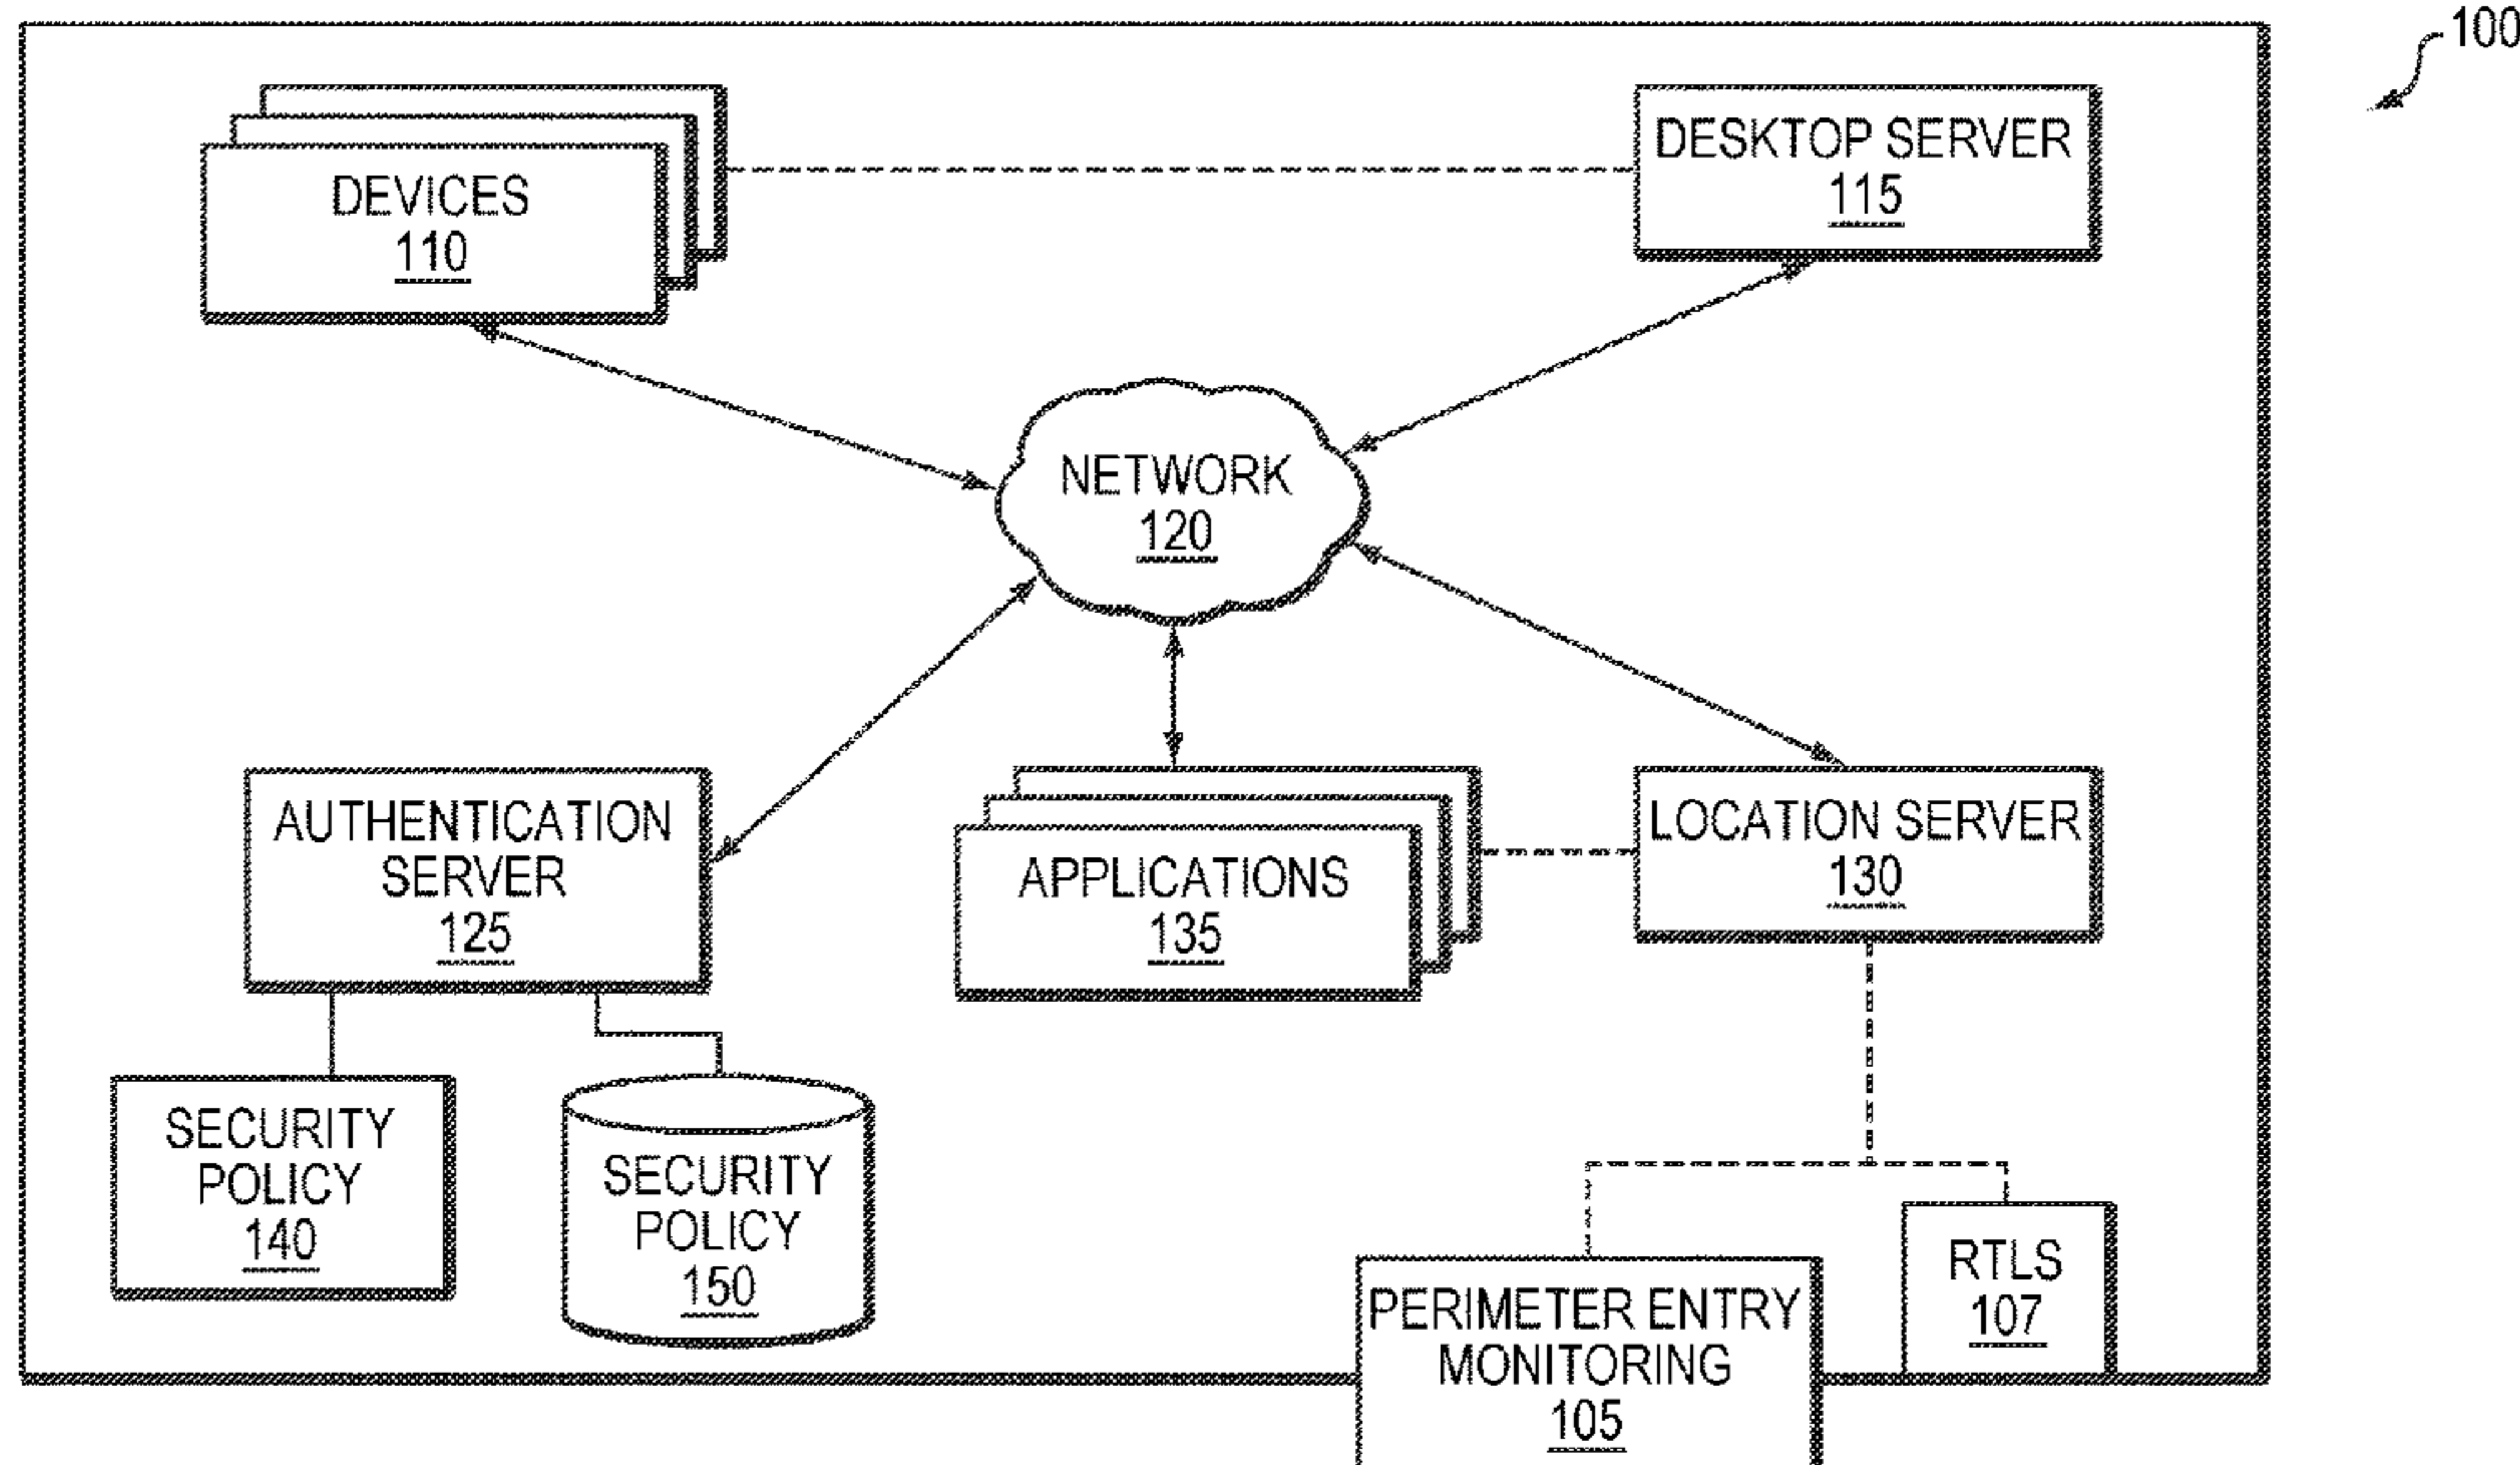 100
DEVICES
110
DESKTOP SERVER
115
NETWORK
120
AUTHENTICATION
SERVER
125
APPLICATIONS
135
LOCATION SERVER
130
SECURITY
POLICY
140
SECURITY
POLICY
150
PERIMETER ENTRY
MONITORING
105
RTLS
107